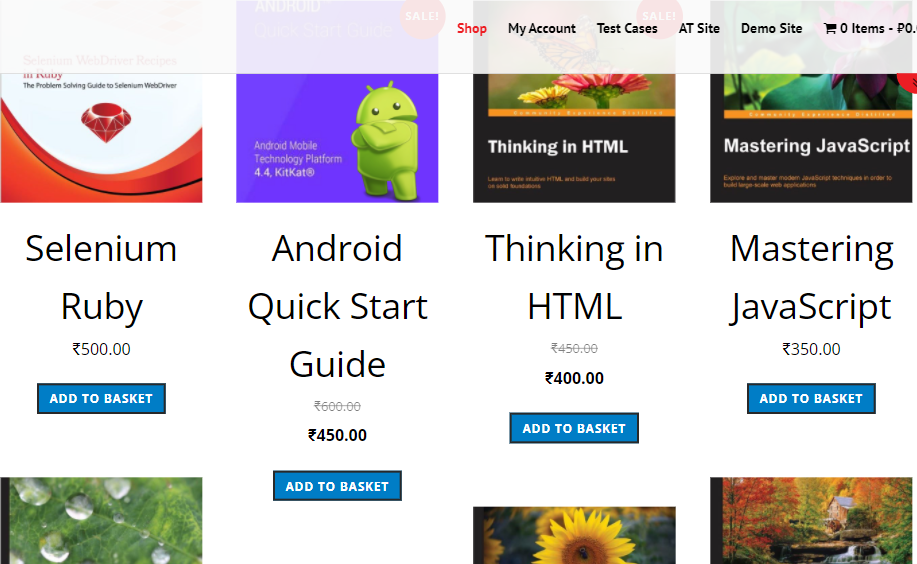 ANDROID
Quick Start Guide
SALE!
SALE!
Shop
My Account
Test Cases
AT Site
Demo Site
0 Items - ₹0.
Selenium WebDriver Recipes
in Ruby
The Problem Solving Guide to Selenium WebDriver
Android Mobile
Technology Platform
4.4, KitKat®
Community Experience Distilled
Thinking in HTML
Learn to write intuitive HTML and build your sites
on solid foundations
Community Experience Distilled
Mastering JavaScript
Explore and master modern JavaScript techniques in order to
build large-scale web applications
Selenium
Ruby
₹500.00
ADD TO BASKET
Android
Quick Start
Guide
₹600.00
₹450.00
ADD TO BASKET
Thinking in
HTML
₹450.00
₹400.00
ADD TO BASKET
Mastering
JavaScript
₹350.00
ADD TO BASKET